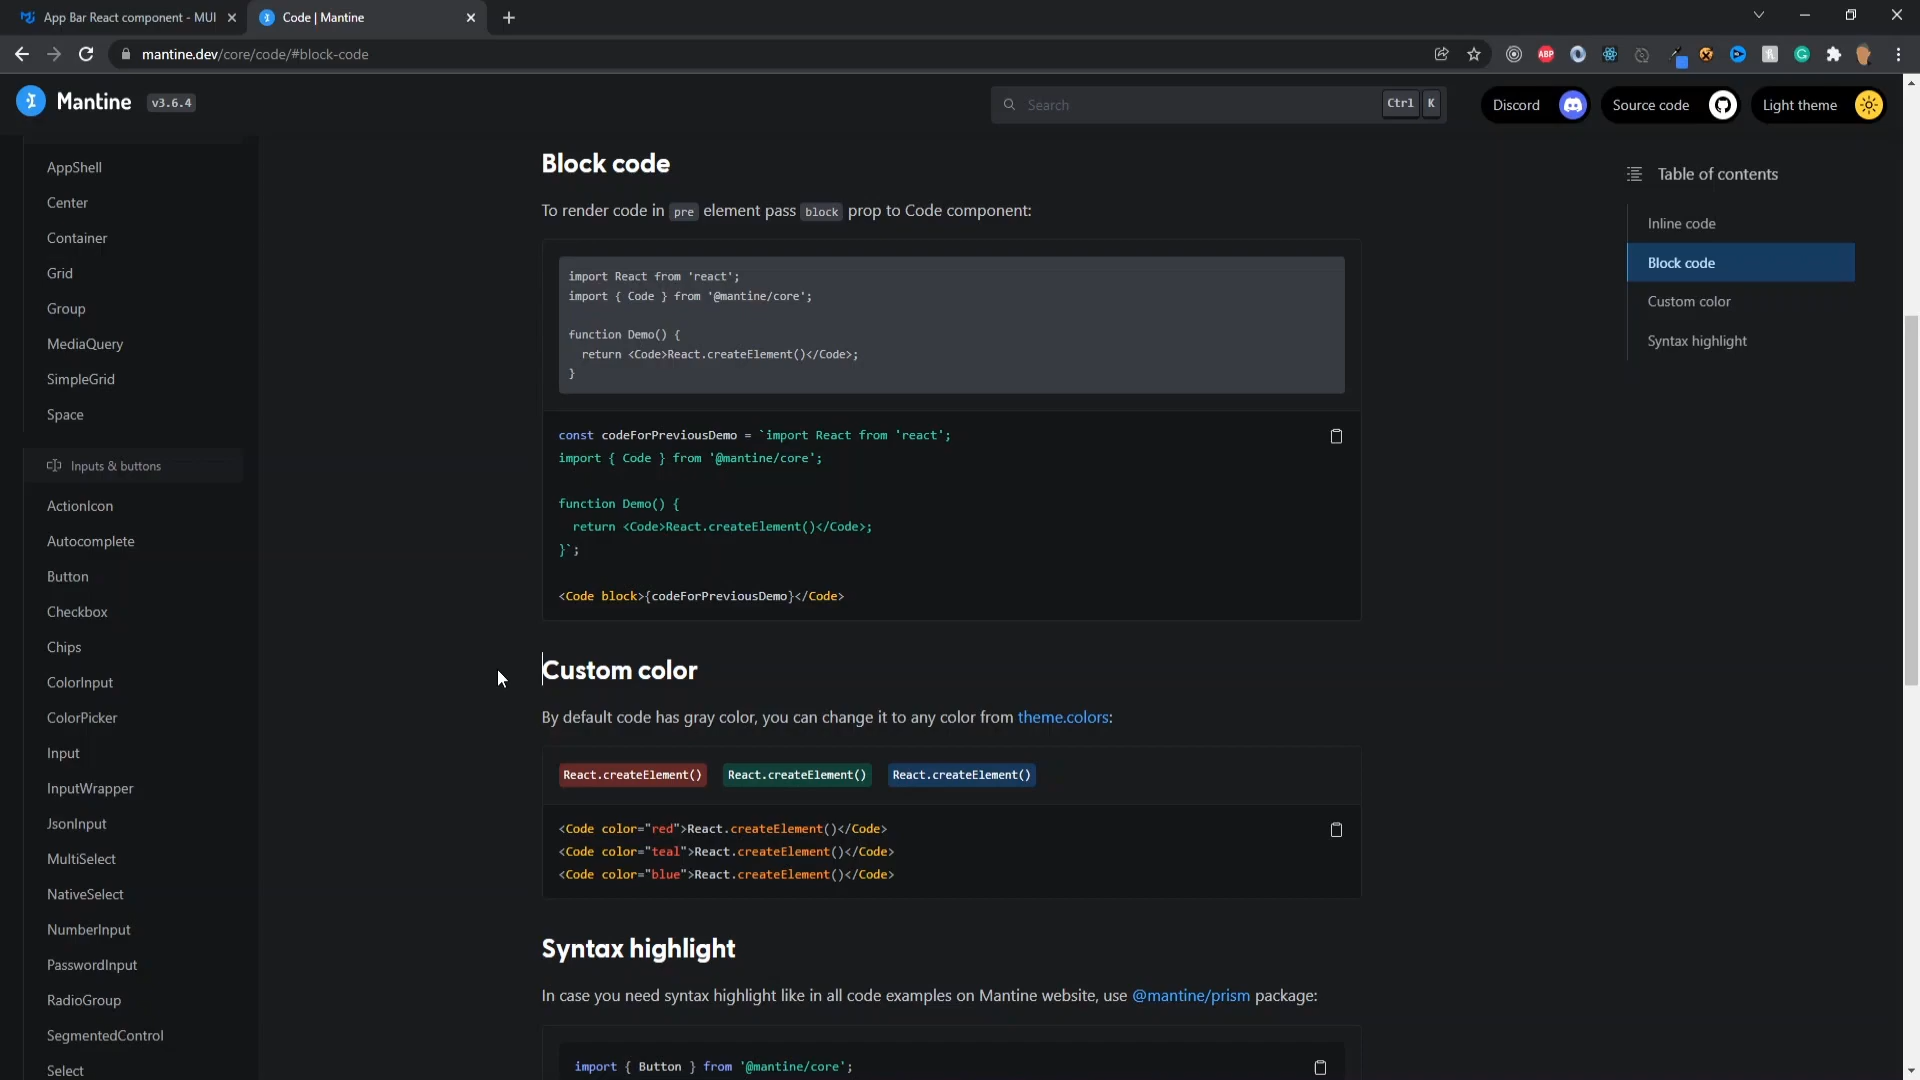 App Bar React component - MUI
Code | Mantine
mantine.dev/core/code/#block-code
ABP
Mantine
v3.6.4
Search
Ctrl K
Discord
Source code
Light theme
AppShell
Center
Container
Grid
Group
MediaQuery
SimpleGrid
Space
Inputs & buttons
ActionIcon
Autocomplete
Button
Checkbox
Chips
ColorInput
ColorPicker
Input
InputWrapper
JsonInput
MultiSelect
NativeSelect
NumberInput
PasswordInput
RadioGroup
SegmentedControl
Select
Block code
To render code in pre element pass block prop to Code component:
import React from 'react';
import { Code } from '@mantine/core';
function Demo() {
return <Code>React.createElement()</Code>;
}
const codeForPreviousDemo = `import React from 'react';
import { Code } from '@mantine/core';
function Demo() {
return <Code>React.createElement()</Code>;
}`;
<Code block>{codeForPreviousDemo}</Code>
Custom color
By default code has gray color, you can change it to any color from theme.colors:
React.createElement() React.createElement() React.createElement()
<Code color="red">React.createElement()</Code>
<Code color="teal">React.createElement()</Code>
<Code color="blue">React.createElement()</Code>
Syntax highlight
In case you need syntax highlight like in all code examples on Mantine website, use @mantine/prism package:
import { Button } from '@mantine/core';
Table of contents
Inline code
Block code
Custom color
Syntax highlight